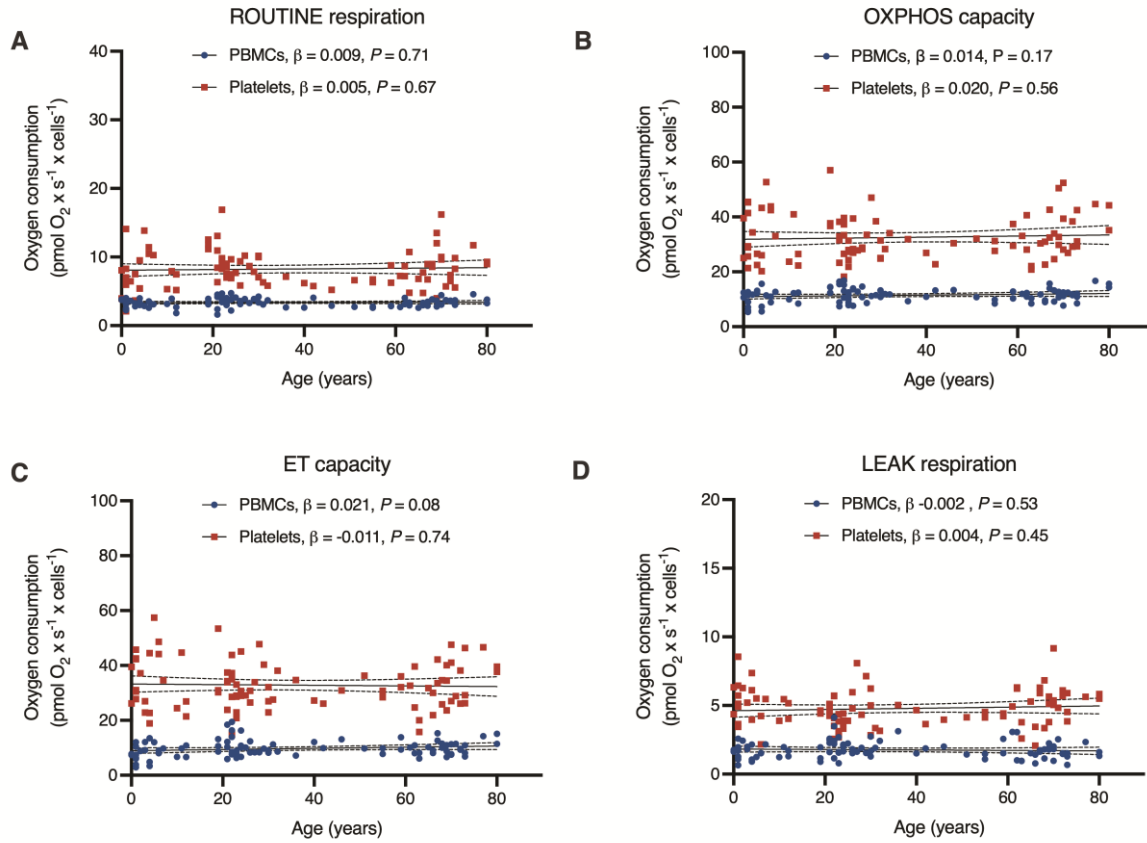 A
ROUTINE respiration
PBMCs, β = 0.009, P = 0.71
Platelets, β = 0.005, P = 0.67
Oxygen consumption
(pmol O₂ x s⁻¹ x cells⁻¹)
40
30
20
10
0
0 20 40 60 80
Age (years)
B
OXPHOS capacity
PBMCs, β = 0.014, P = 0.17
Platelets, β = 0.020, P = 0.56
Oxygen consumption
(pmol O₂ x s⁻¹ x cells⁻¹)
100
80
60
40
20
0
0 20 40 60 80
Age (years)
C
ET capacity
PBMCs, β = 0.021, P = 0.08
Platelets, β = -0.011, P = 0.74
Oxygen consumption
(pmol O₂ x s⁻¹ x cells⁻¹)
100
80
60
40
20
0
0 20 40 60 80
Age (years)
D
LEAK respiration
PBMCs, β -0.002 , P = 0.53
Platelets, β = 0.004, P = 0.45
Oxygen consumption
(pmol O₂ x s⁻¹ x cells⁻¹)
20
15
10
5
0
0 20 40 60 80
Age (years)